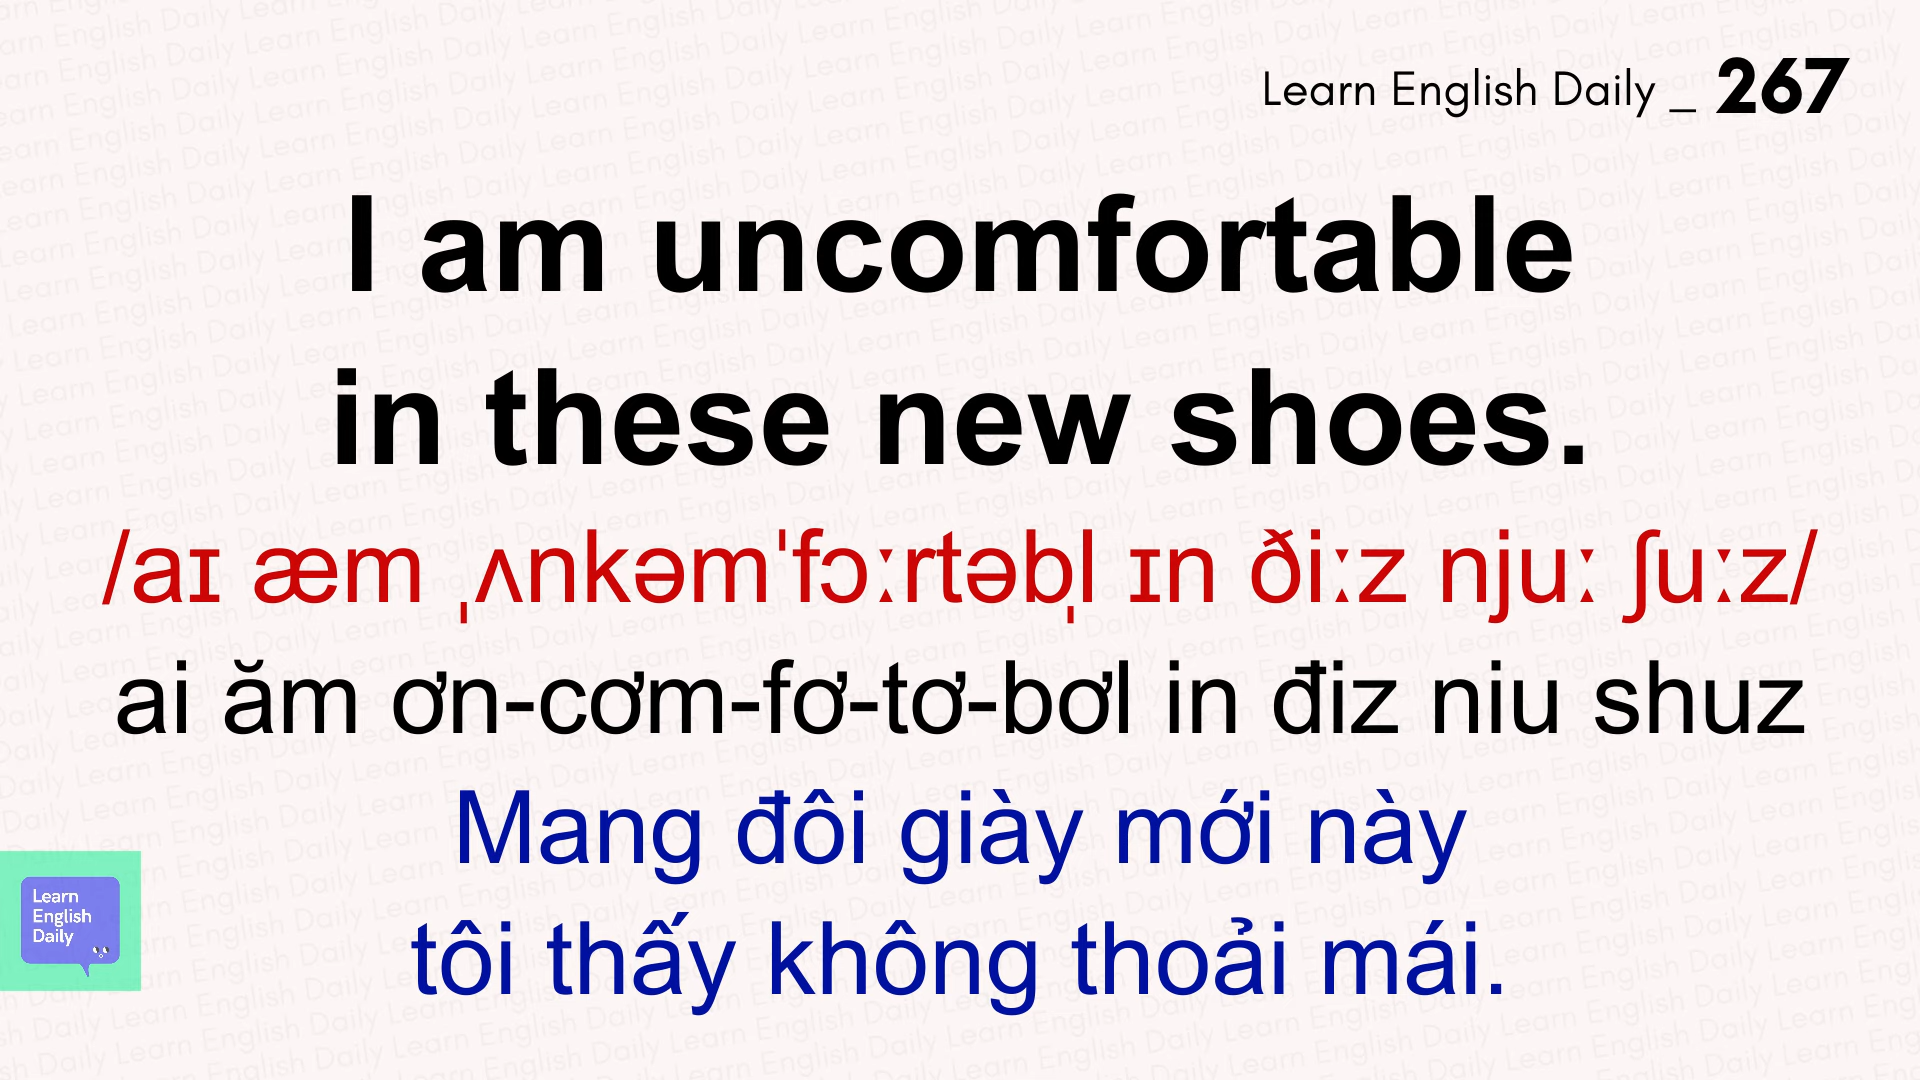 Learn English Daily _ 267
I am uncomfortable
in these new shoes.
/aɪ æm ˌʌnkəmˈfɔːrtəb̩l ɪn ðiːz njuː ʃuːz/
ai ăm ơn-cơm-fơ-tơ-bơl in điz niu shuz
Mang đôi giày mới này
tôi thấy không thoải mái.
Learn
English
Daily